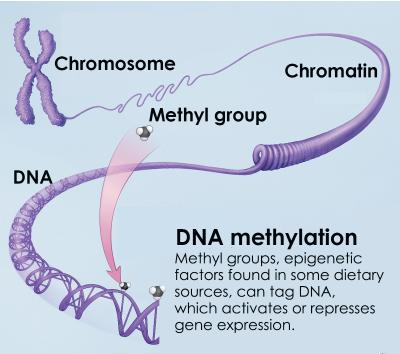 Chromosome
Chromatin
Methyl group
DNA
DNA methylation
Methyl groups, epigenetic
factors found in some dietary
sources, can tag DNA,
which activates or represses
gene expression.